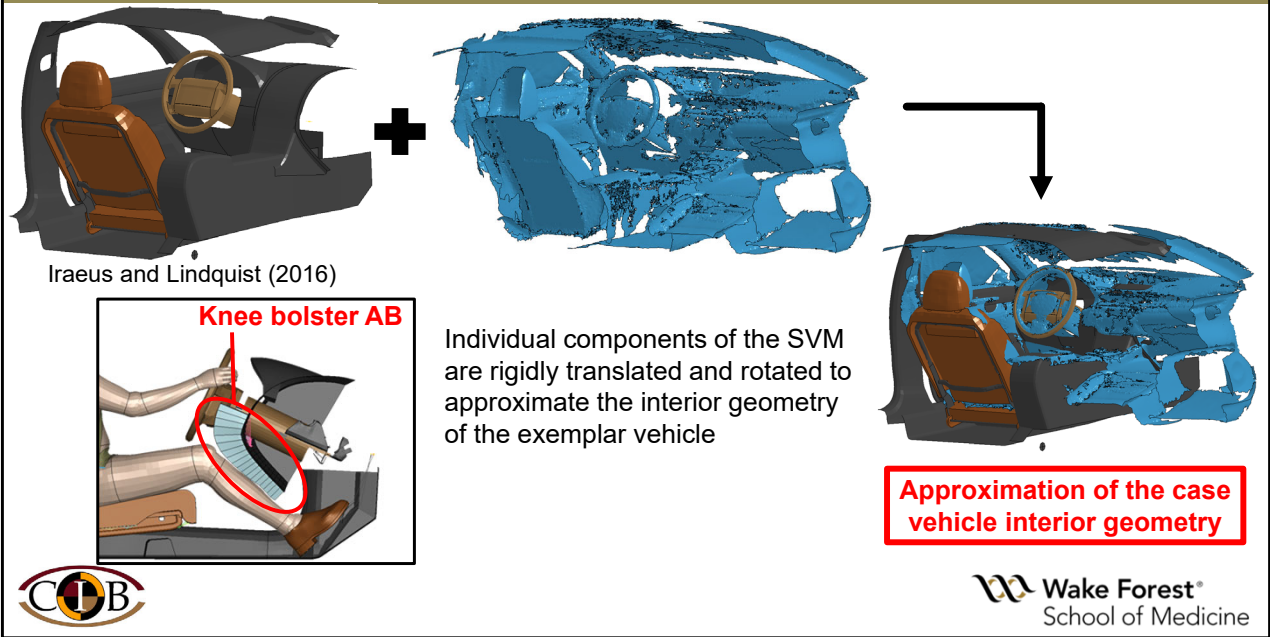 Iraeus and Lindquist (2016)
Knee bolster AB
Individual components of the SVM
are rigidly translated and rotated to
approximate the interior geometry
of the exemplar vehicle
Approximation of the case
vehicle interior geometry
CIB
Wake Forest®
School of Medicine